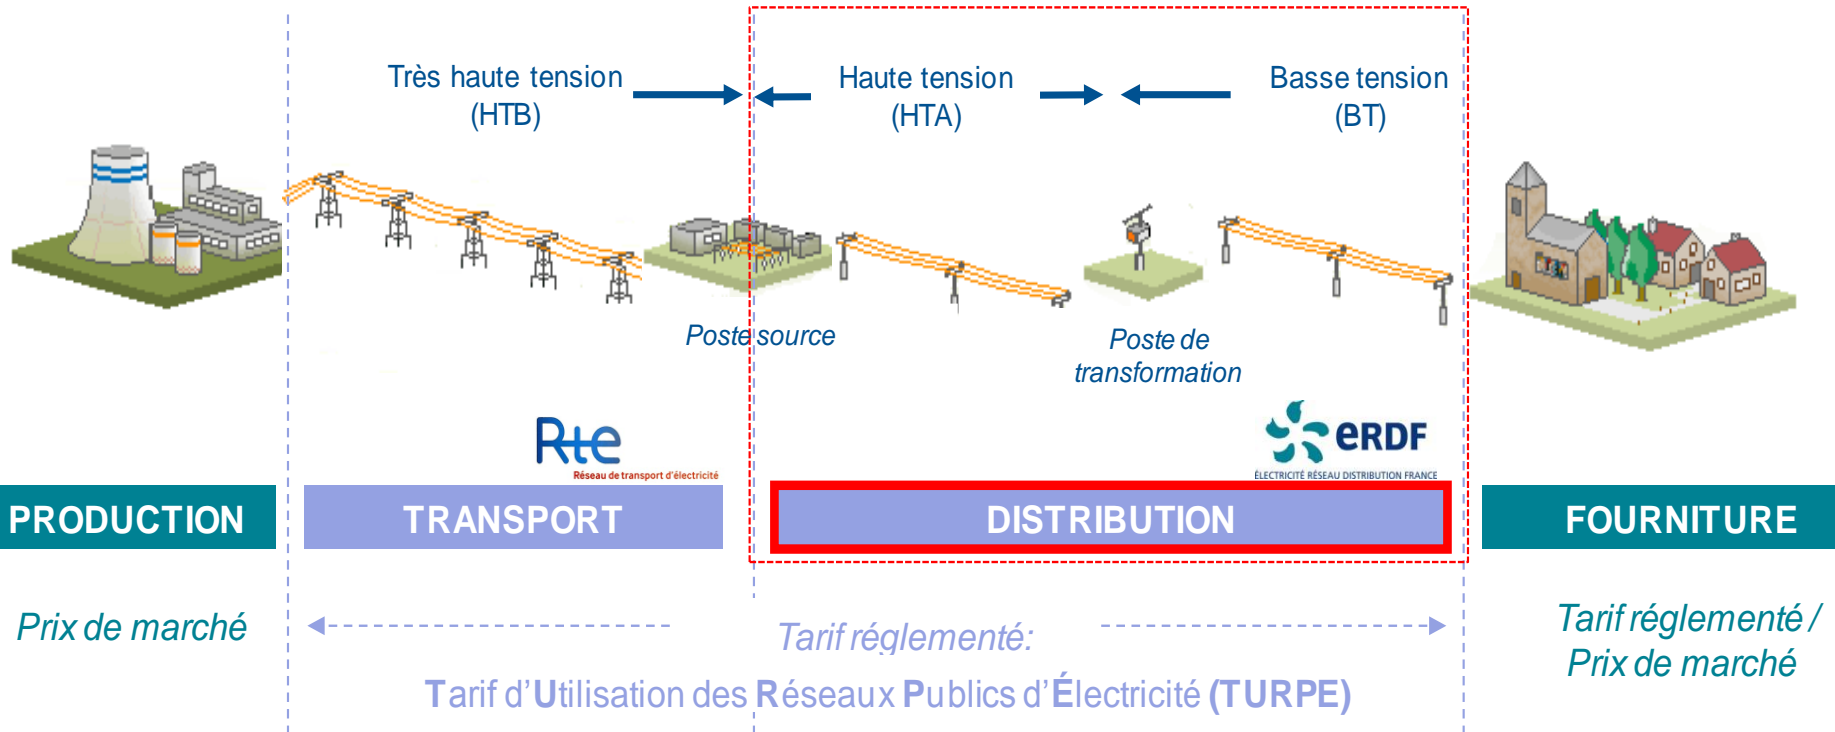 Très haute tension
(HTB)
Haute tension
(HTA)
Basse tension
(BT)
Poste source
Poste de
transformation
Rte
Réseau de transport d'électricité
eRDF
ÉLECTRICITÉ RÉSEAU DISTRIBUTION FRANCE
PRODUCTION
TRANSPORT
DISTRIBUTION
FOURNITURE
Prix de marché
Tarif réglementé:
Tarif d'Utilisation des Réseaux Publics d'Électricité (TURPE)
Tarif réglementé /
Prix de marché